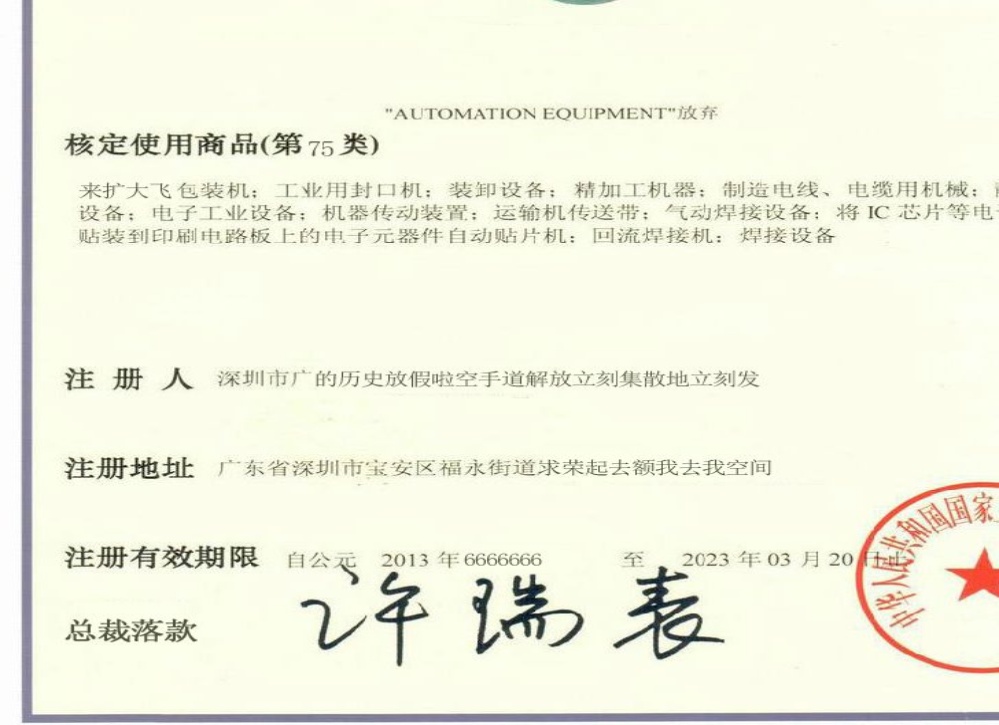 "AUTOMATION EQUIPMENT"放弃
核定使用商品(第 75 类)
来扩大飞包装机；工业用封口机；装卸设备；精加工机器；制造电线、电缆用机械；
设备；电子工业设备；机器传动装置；运输机传送带；气动焊接设备；将 IC 芯片等电
贴装到印刷电路板上的电子元器件自动贴片机；回流焊接机；焊接设备
注 册 人 深圳市广的历史放假啦空手道解放立刻集散地立刻发
注册地址 广东省深圳市宝安区福永街道求荣起去额我去我空间
注册有效期限 自公元 2013 年 6666666 至 2023 年 03 月 20 日止
总裁落款 许瑞表
中华人民共和国国家